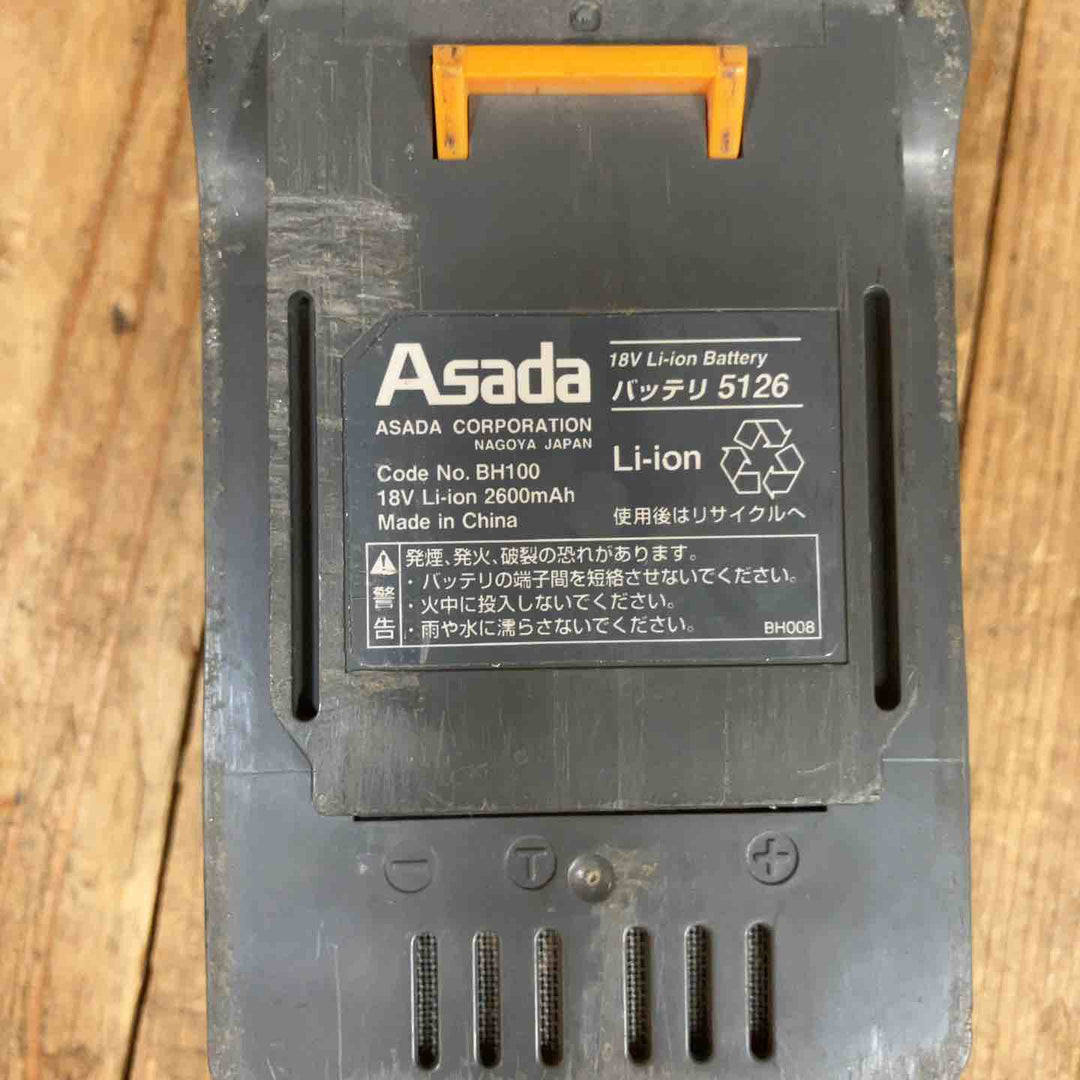 Asada
ASADA CORPORATION
NAGOYA JAPAN
Code No. BH100
18V Li-ion 2600mAh
Made in China
18V Li-ion Battery
バッテリ 5126
Li-ion
使用後はリサイクルへ
警告
発煙、発火、破裂の恐れがあります。
・バッテリの端子間を短絡させないでください。
・火中に投入しないでください。
・雨や水に濡らさないでください。
BH008
− T +